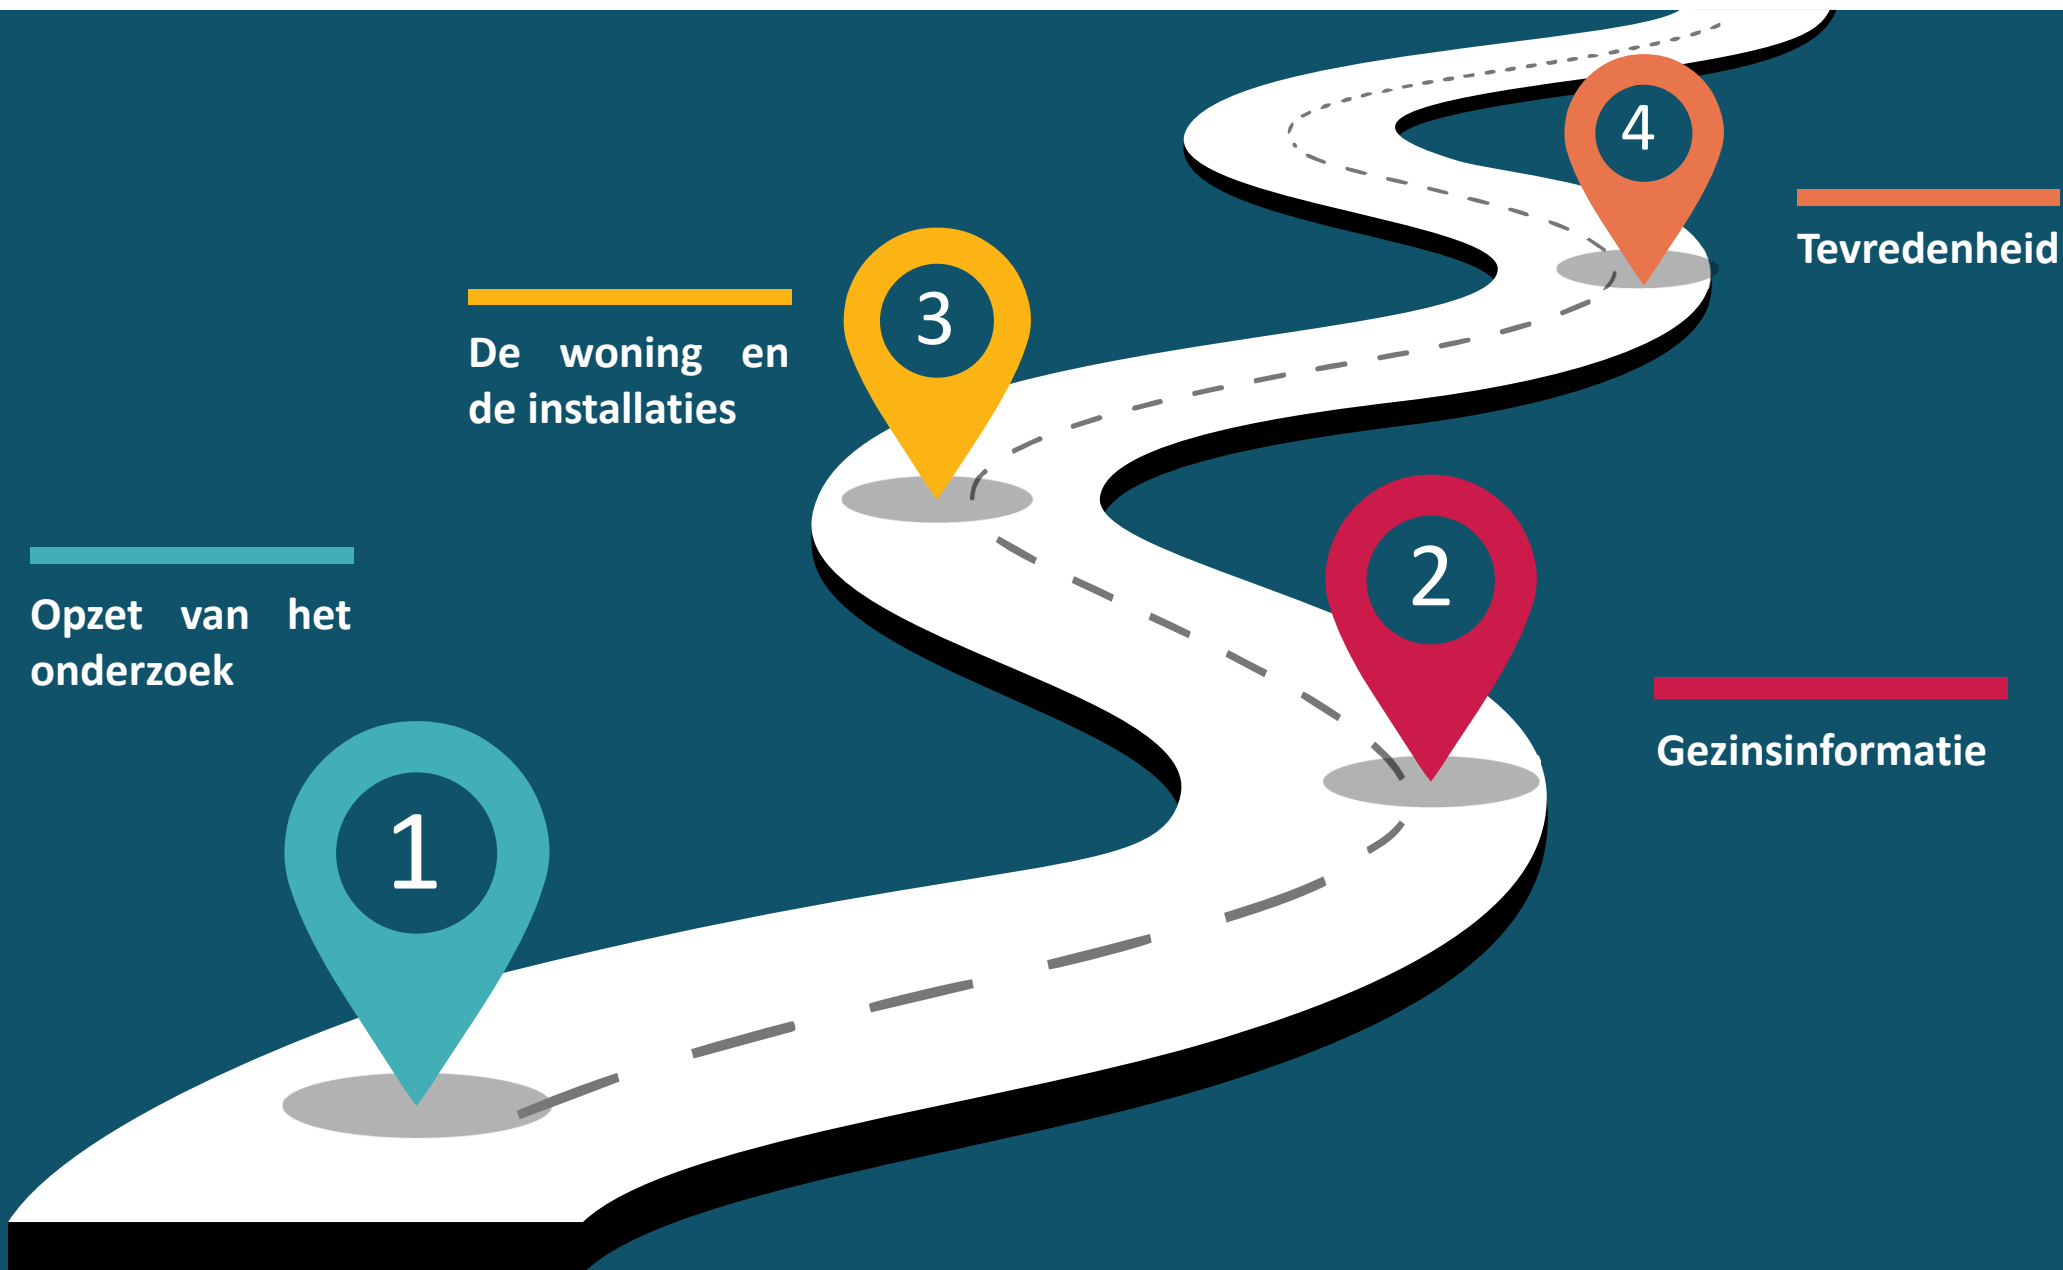 1
Opzet van het
onderzoek
2
Gezinsinformatie
3
De woning en
de installaties
4
Tevredenheid